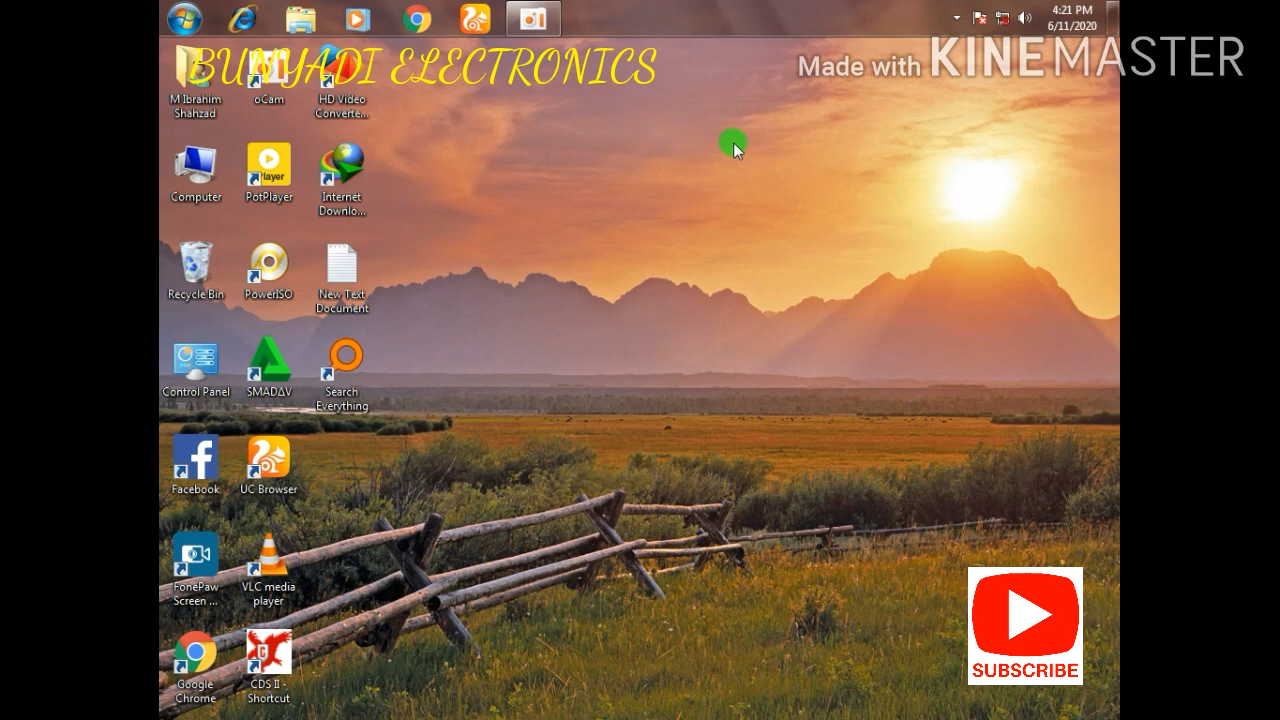 4:21 PM
6/11/2020
BUNYADI ELECTRONICS
Made with KINEMASTER
M Ibrahim
Shahzad
oCam
HD Video
Converte...
Computer
Player
PotPlayer
Internet
Downlo...
Recycle Bin
PowerISO
New Text
Document
Control Panel
SMADΔV
Search
Everything
Facebook
UC Browser
FonePaw
Screen ...
VLC media
player
Google
Chrome
CDS II -
Shortcut
SUBSCRIBE